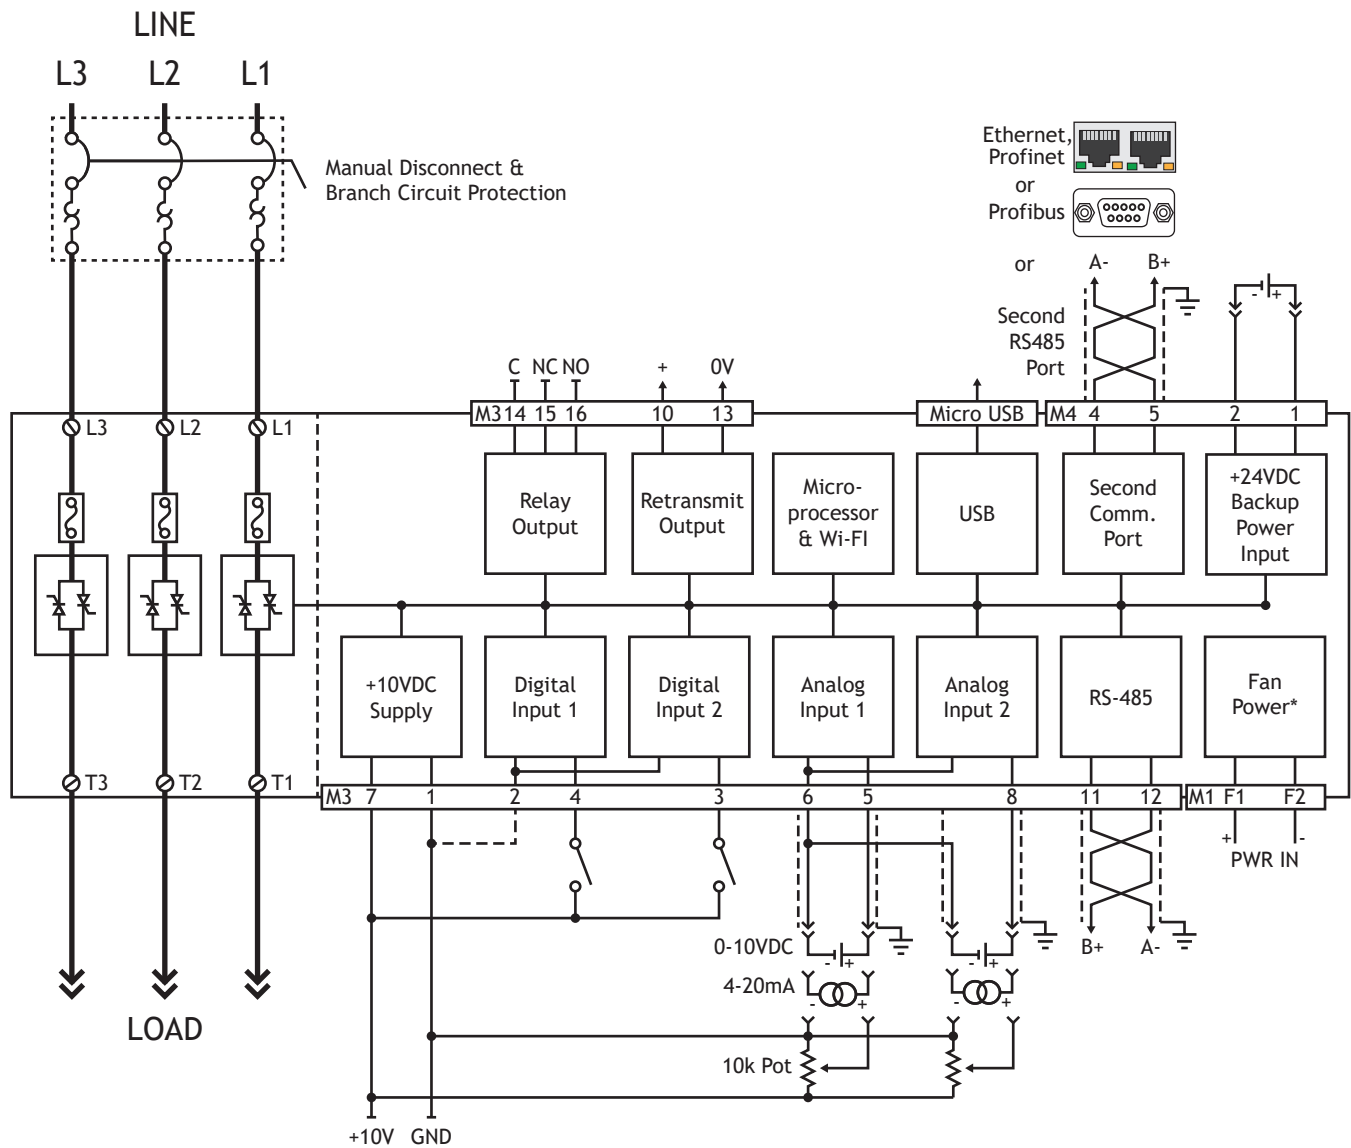 LINE
L3 L2 L1
Manual Disconnect &
Branch Circuit Protection
Ethernet,
Profinet
or
Profibus
or
A- B+
Second
RS485
Port
- +
C NC NO
+ 0V
M3 14 15 16 10 13
Micro USB
M4 4 5 2 1
L3 L2 L1
Relay
Output
Retransmit
Output
Micro-
processor
& Wi-FI
USB
Second
Comm.
Port
+24VDC
Backup
Power
Input
+10VDC
Supply
Digital
Input 1
Digital
Input 2
Analog
Input 1
Analog
Input 2
RS-485
Fan
Power*
T3 T2 T1
M3 7 1 2 4 3 6 5 8 11 12
M1 F1 F2
+ -
PWR IN
B+ A-
0-10VDC
- +
- +
4-20mA
- +
- +
LOAD
10k Pot
+10V GND